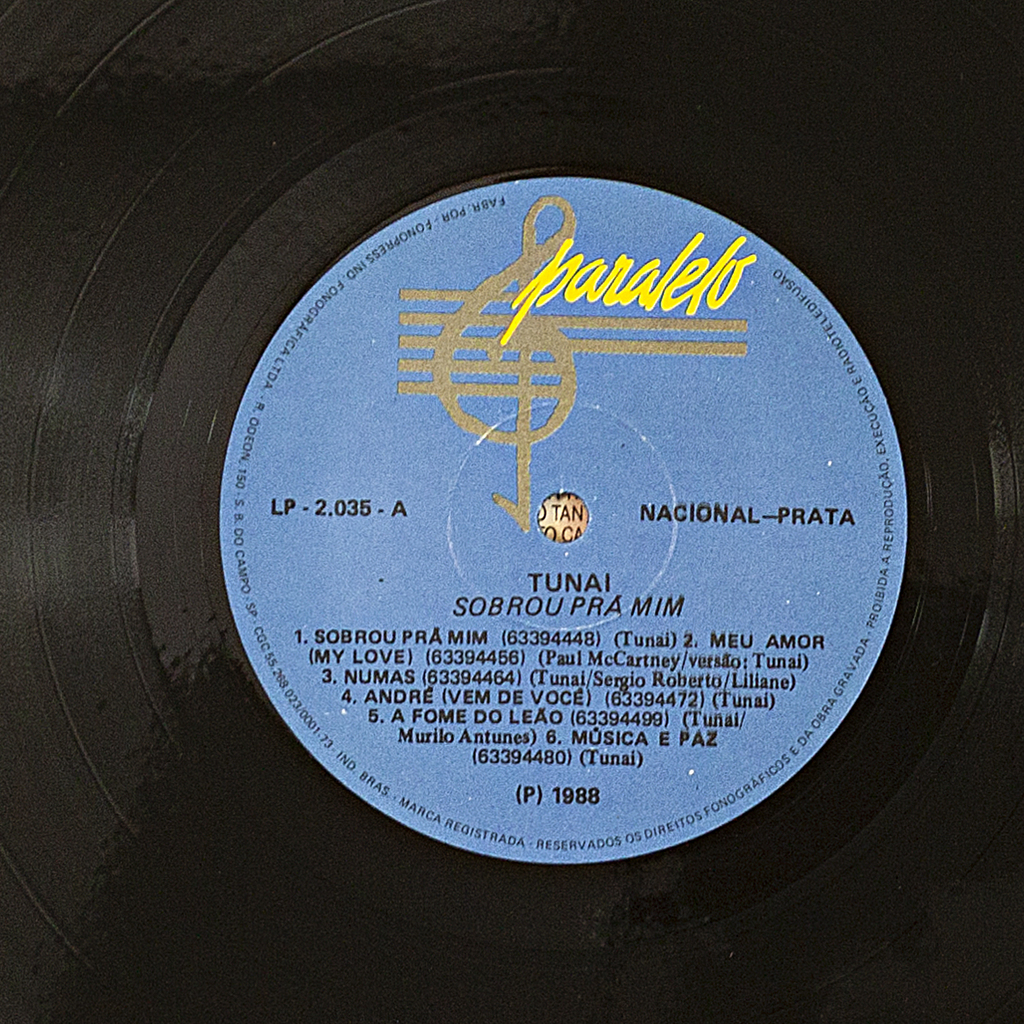 paralelo
LP - 2.035 - A
NACIONAL-PRATA
O TAN
TO CA
TUNAI
SOBROU PRÁ MIM
1. SOBROU PRÁ MIM (63394448) (Tunai) 2. MEU AMOR
(MY LOVE) (63394456) (Paul McCartney/versão: Tunai)
3. NUMAS (63394464) (Tunai/Sergio Roberto/Liliane)
4. ANDRÉ (VEM DE VOCÊ) (63394472) (Tunai)
5. A FOME DO LEÃO (63394499) (Tunai/
Murilo Antunes) 6. MÚSICA E PAZ
(63394480) (Tunai)
(P) 1988
FABR. POR - FONOPRESS IND. FONOGRÁFICA LTDA. R. ODEON, 150 - S. B. DO CAMPO - SP - CGC 55.268.023/0001-73 - IND. BRAS. - MARCA REGISTRADA - RESERVADOS OS DIREITOS FONOGRÁFICOS E DA OBRA GRAVADA. PROIBIDA A REPRODUÇÃO, EXECUÇÃO E RADIOTELEDIFUSÃO